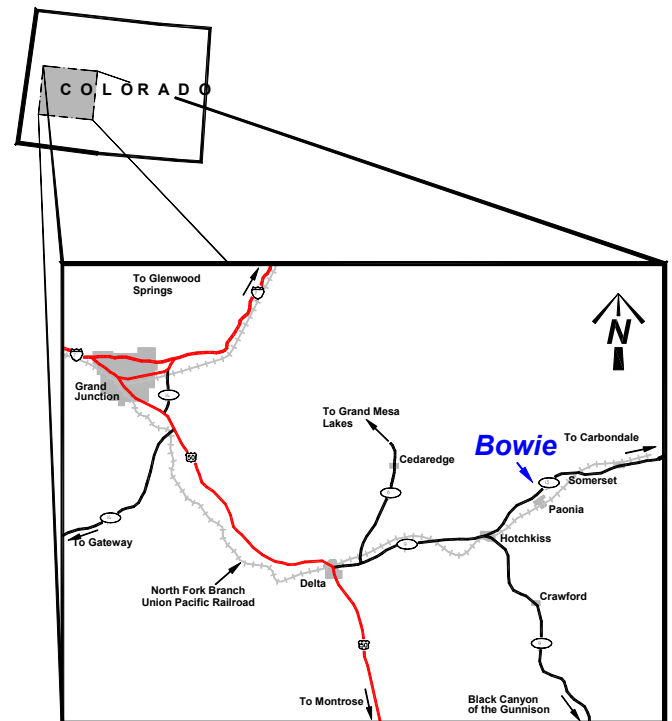 COLORADO
To Glenwood
Springs
N
Grand
Junction
To Grand Mesa
Lakes
Bowie
To Carbondale
Cedaredge
50
Somerset
Paonia
To Gateway
Hotchkiss
North Fork Branch
Union Pacific Railroad
Delta
Crawford
To Montrose
Black Canyon
of the Gunnison